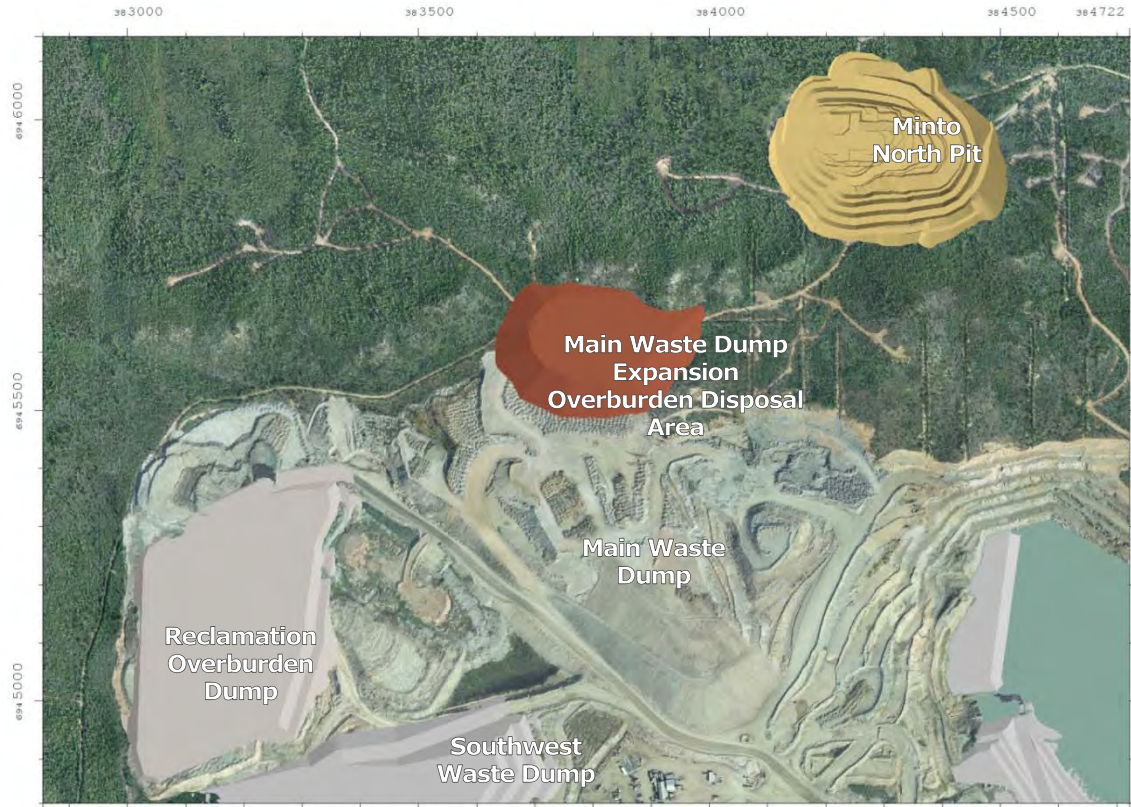 383000
383500
384000
384500
384722
6946000
6945500
6945000
Minto
North Pit
Main Waste Dump
Expansion
Overburden Disposal
Area
Main Waste
Dump
Reclamation
Overburden
Dump
Southwest
Waste Dump